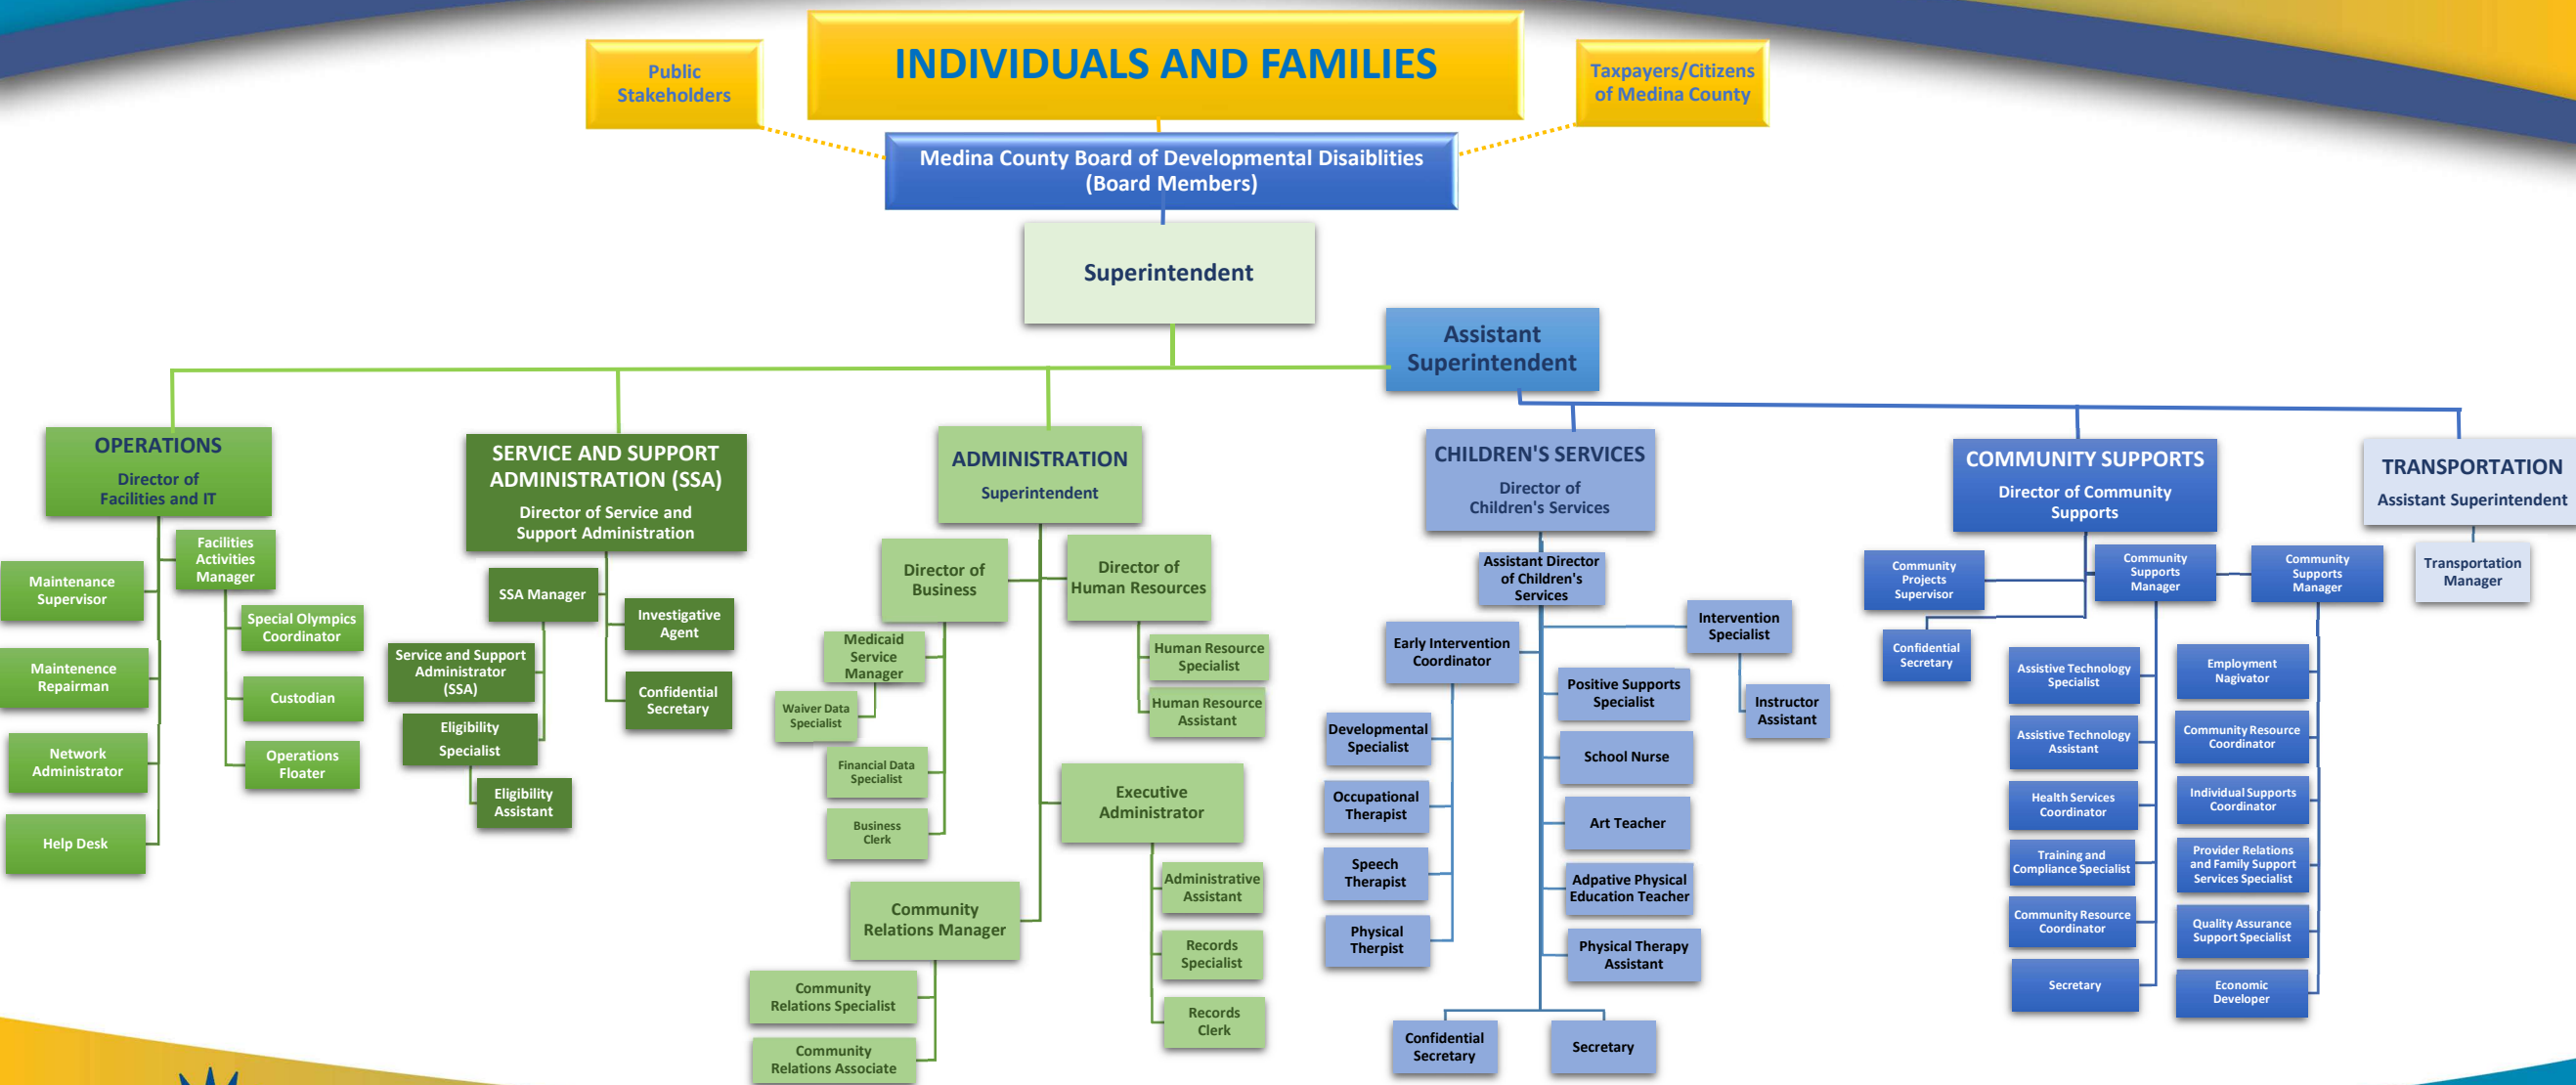 INDIVIDUALS AND FAMILIES
Public
Stakeholders
Taxpayers/Citizens
of Medina County
Medina County Board of Developmental Disaiblities
(Board Members)
Superintendent
Assistant
Superintendent
OPERATIONS
Director of
Facilities and IT
Facilities
Activities
Manager
Maintenance
Supervisor
Special Olympics
Coordinator
Maintenence
Repairman
Custodian
Network
Administrator
Operations
Floater
Help Desk
SERVICE AND SUPPORT
ADMINISTRATION (SSA)
Director of Service and
Support Administration
SSA Manager
Investigative
Agent
Service and Support
Administrator
(SSA)
Confidential
Secretary
Eligibility
Specialist
Eligibility
Assistant
ADMINISTRATION
Superintendent
Director of
Business
Director of
Human Resources
Medicaid
Service
Manager
Human Resource
Specialist
Waiver Data
Specialist
Human Resource
Assistant
Financial Data
Specialist
Business
Clerk
Executive
Administrator
Administrative
Assistant
Records
Specialist
Records
Clerk
Community
Relations Manager
Community
Relations Specialist
Community
Relations Associate
CHILDREN'S SERVICES
Director of
Children's Services
Assistant Director
of Children's
Services
Early Intervention
Coordinator
Intervention
Specialist
Instructor
Assistant
Developmental
Specialist
Occupational
Therapist
Speech
Therapist
Physical
Therpist
Positive Supports
Specialist
School Nurse
Art Teacher
Adpative Physical
Education Teacher
Physical Therapy
Assistant
Confidential
Secretary
Secretary
COMMUNITY SUPPORTS
Director of Community
Supports
Community
Projects
Supervisor
Community
Supports
Manager
Community
Supports
Manager
Confidential
Secretary
Assistive Technology
Specialist
Assistive Technology
Assistant
Health Services
Coordinator
Training and
Compliance Specialist
Community Resource
Coordinator
Secretary
Employment
Nagivator
Community Resource
Coordinator
Individual Supports
Coordinator
Provider Relations
and Family Support
Services Specialist
Quality Assurance
Support Specialist
Economic
Developer
TRANSPORTATION
Assistant Superintendent
Transportation
Manager